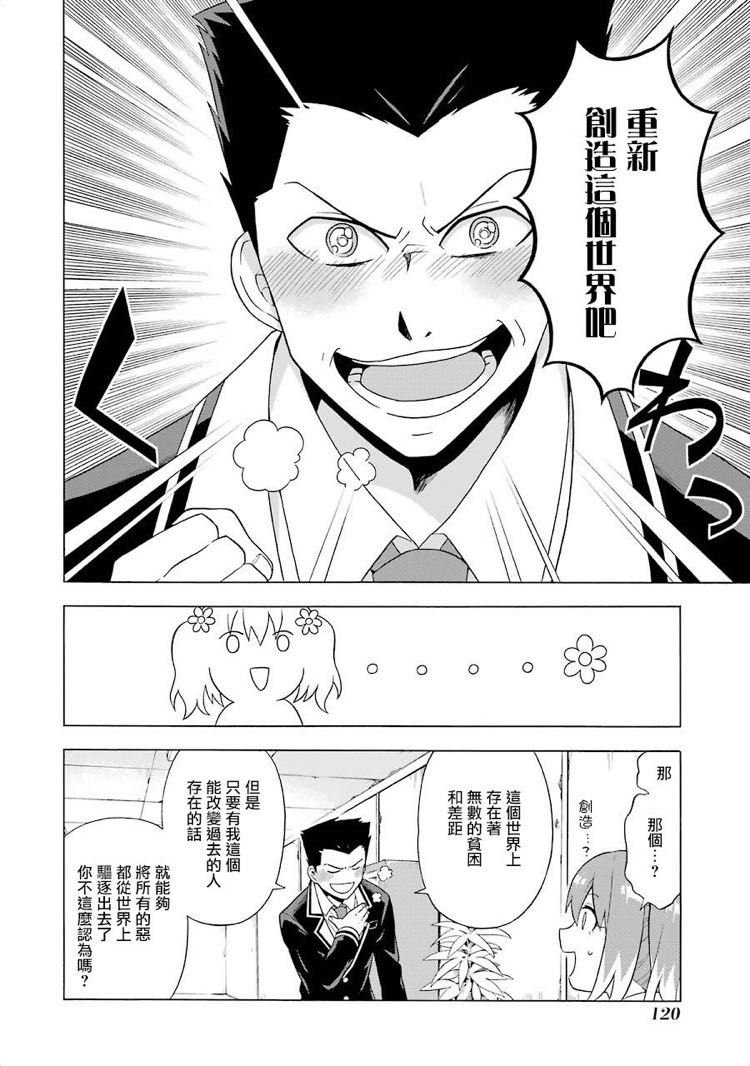 重新
創造這個世界吧
わっ
く
那
那個…?
創造…?
這個世界上
存在著
無數的貧困
和差距
但是
只要有我這個
能改變過去的人
存在的話
就能夠
將所有的惡
都從世界上
驅逐出去了
你不這麼認為嗎?
120